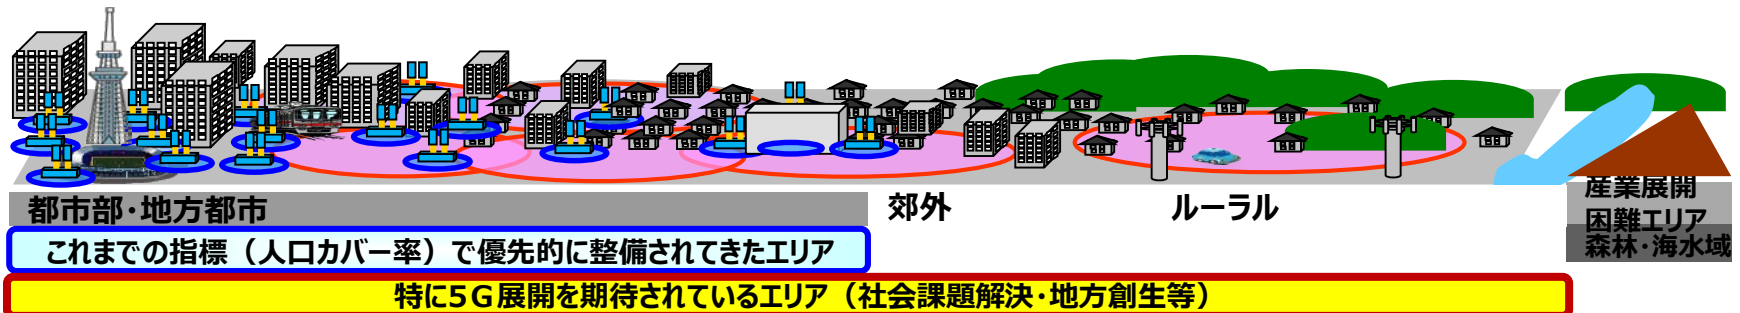 都市部・地方都市
郊外
ルーラル
産業展開
困難エリア
森林・海水域
これまでの指標（人口カバー率）で優先的に整備されてきたエリア
特に5G展開を期待されているエリア（社会課題解決・地方創生等）